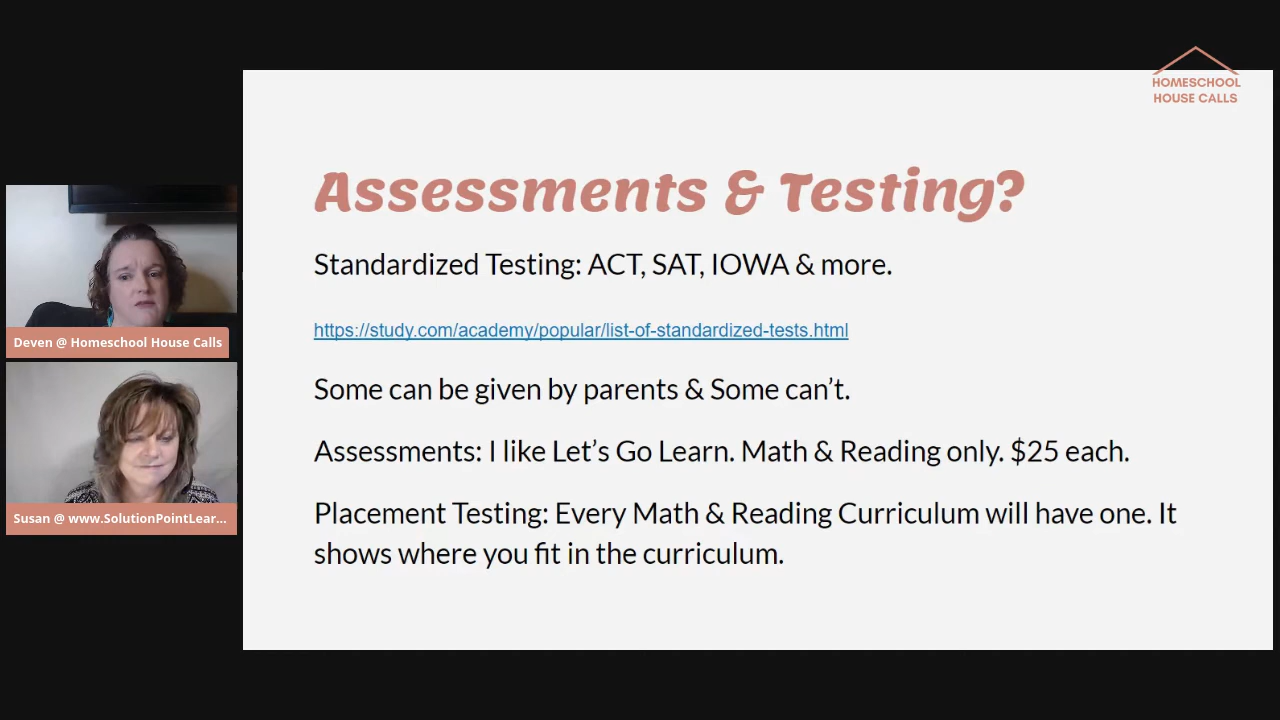 HOMESCHOOL
HOUSE CALLS
Assessments & Testing?
Standardized Testing: ACT, SAT, IOWA & more.
https://study.com/academy/popular/list-of-standardized-tests.html
Some can be given by parents & Some can’t.
Assessments: I like Let’s Go Learn. Math & Reading only. $25 each.
Placement Testing: Every Math & Reading Curriculum will have one. It
shows where you fit in the curriculum.
Deven @ Homeschool House Calls
Susan @ www.SolutionPointLear...